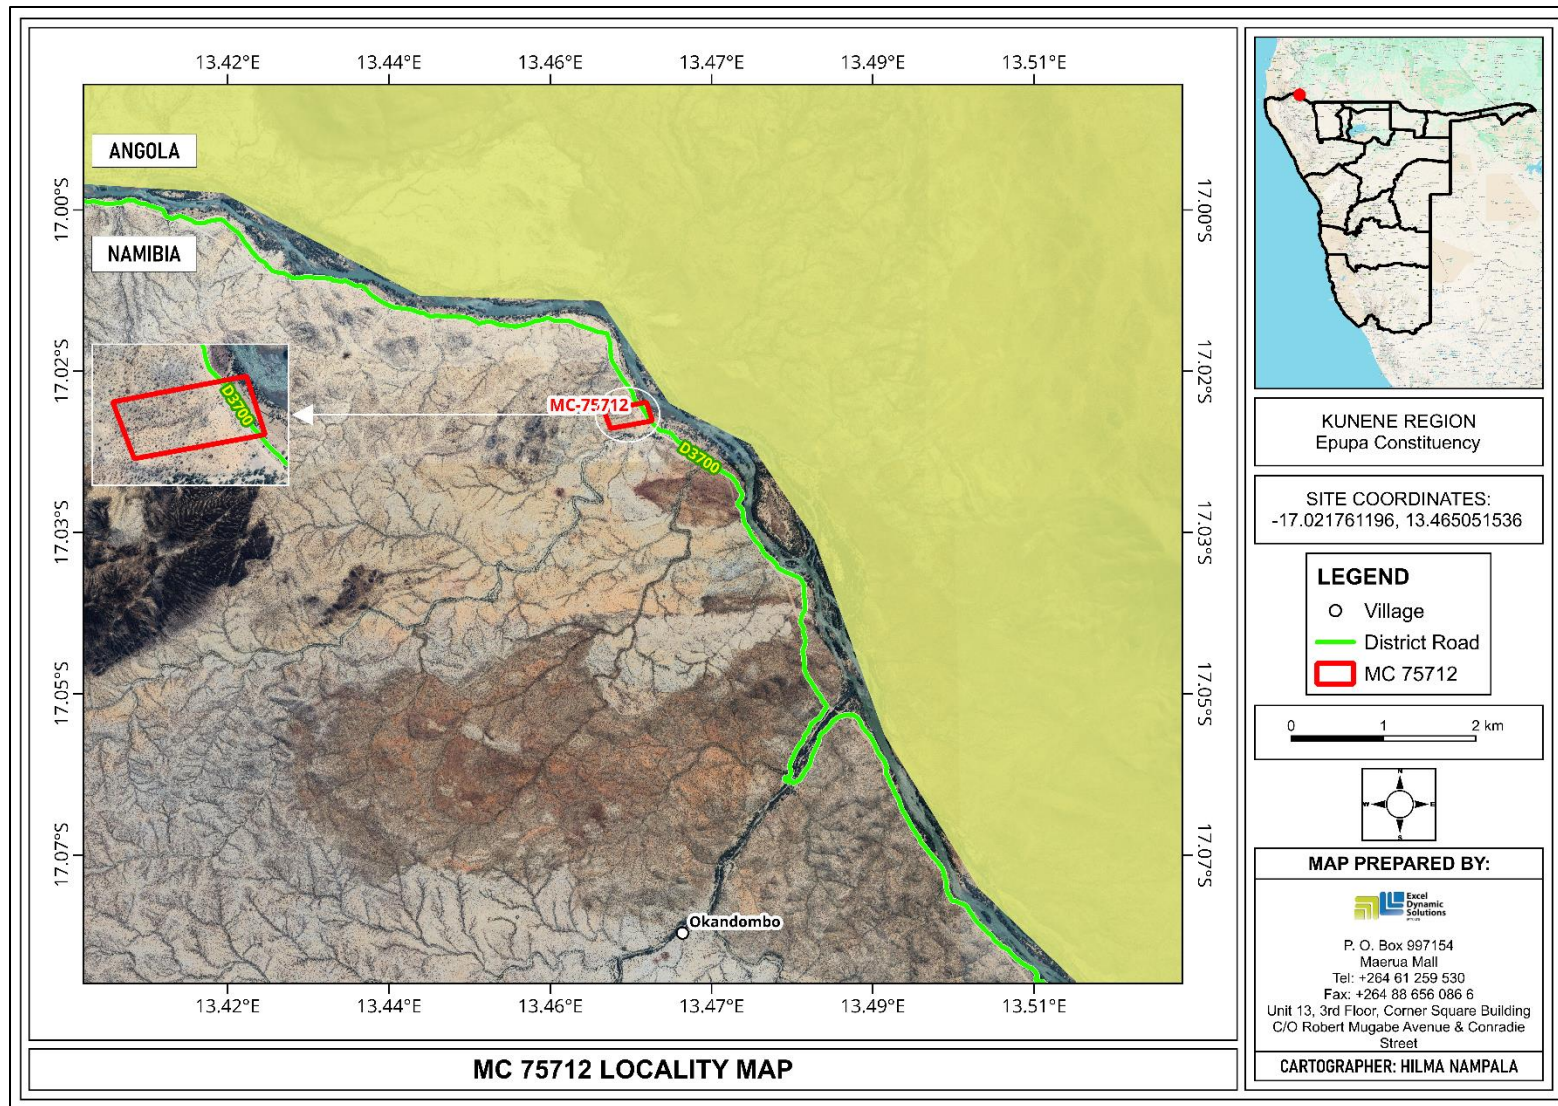 13.42°E 13.44°E 13.46°E 13.47°E 13.49°E 13.51°E
ANGOLA
NAMIBIA
17.00°S
17.02°S
17.03°S
17.05°S
17.07°S
17.00°S
17.02°S
17.03°S
17.05°S
17.07°S
D3700
MC-75712
D3700
Okandombo
13.42°E 13.44°E 13.46°E 13.47°E 13.49°E 13.51°E
MC 75712 LOCALITY MAP
KUNENE REGION
Epupa Constituency
SITE COORDINATES:
-17.021761196, 13.465051536
LEGEND
Village
District Road
MC 75712
0 1 2 km
N
W E
S
MAP PREPARED BY:
Excel
Dynamic
Solutions
P. O. Box 997154
Maerua Mall
Tel: +264 61 259 530
Fax: +264 88 656 086 6
Unit 13, 3rd Floor, Corner Square Building
C/O Robert Mugabe Avenue & Conradie
Street
CARTOGRAPHER: HILMA NAMPALA